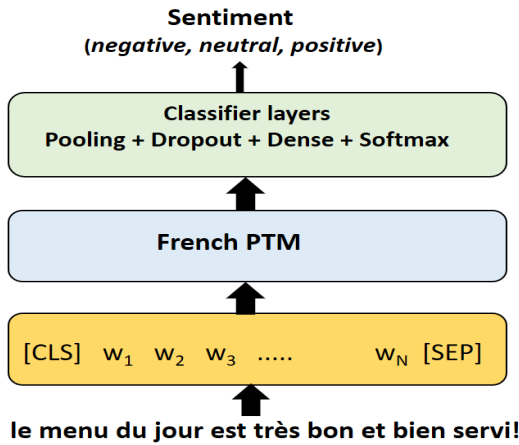 Sentiment
(negative, neutral, positive)
Classifier layers
Pooling + Dropout + Dense + Softmax
French PTM
[CLS] w1 w2 w3 ..... wN [SEP]
le menu du jour est très bon et bien servi!